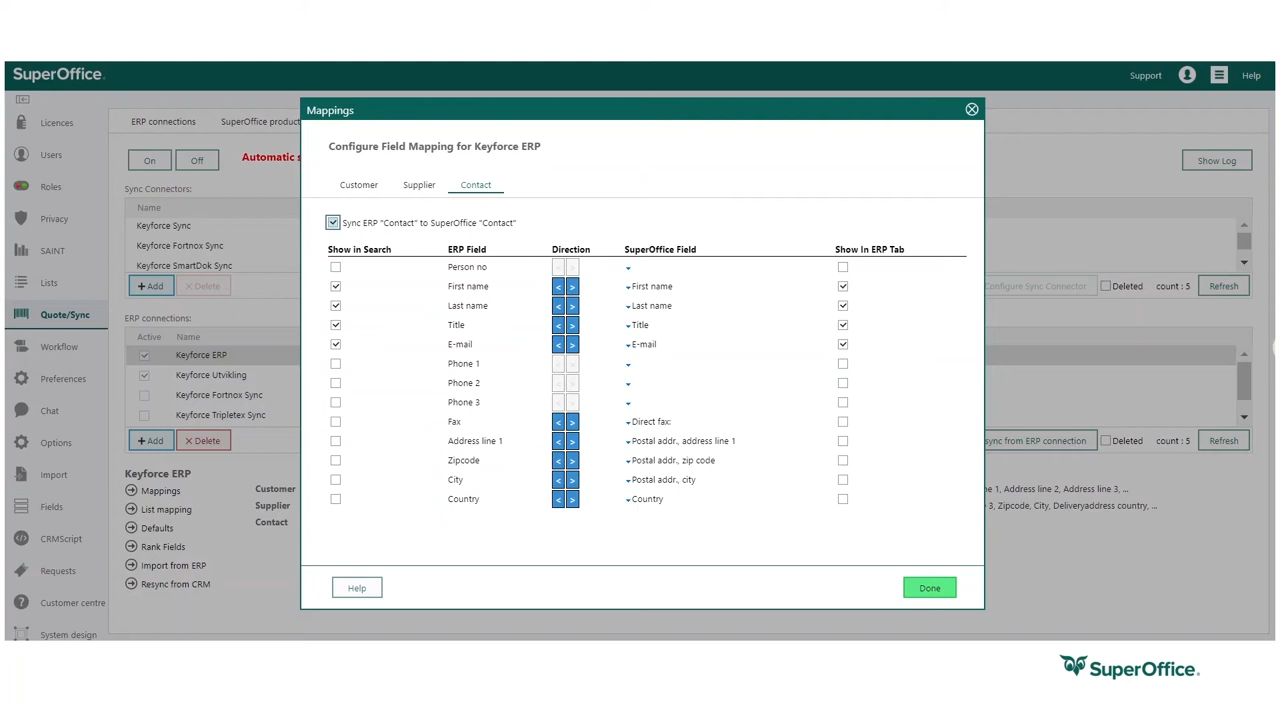 SuperOffice.
Support
Help
Licences
Users
Roles
Privacy
SAINT
Lists
Quote/Sync
Workflow
Preferences
Chat
Options
Import
Fields
CRMScript
Requests
Customer centre
System design
ERP connections SuperOffice product
On Off Automatic s
Show Log
Sync Connectors:
Name
Keyforce Sync
Keyforce Fortnox Sync
Keyforce SmartDok Sync
+ Add × Delete
Configure Sync Connector Deleted count : 5 Refresh
ERP connections:
Active Name
Keyforce ERP
Keyforce Utvikling
Keyforce Fortnox Sync
Keyforce Tripletex Sync
+ Add × Delete
sync from ERP connection Deleted count : 5 Refresh
Keyforce ERP
Mappings
List mapping
Defaults
Rank Fields
Import from ERP
Resync from CRM
Customer
Supplier
Contact
e 1, Address line 2, Address line 3, ...
3, Zipcode, City, Deliveryaddress country, ...
Mappings
Configure Field Mapping for Keyforce ERP
Customer Supplier Contact
Sync ERP "Contact" to SuperOffice "Contact"
Show in Search ERP Field Direction SuperOffice Field Show In ERP Tab
Person no < >
First name < > First name
Last name < > Last name
Title < > Title
E-mail < > E-mail
Phone 1 < >
Phone 2 < >
Phone 3 < >
Fax < > Direct fax:
Address line 1 < > Postal addr., address line 1
Zipcode < > Postal addr., zip code
City < > Postal addr., city
Country < > Country
Help Done
SuperOffice.